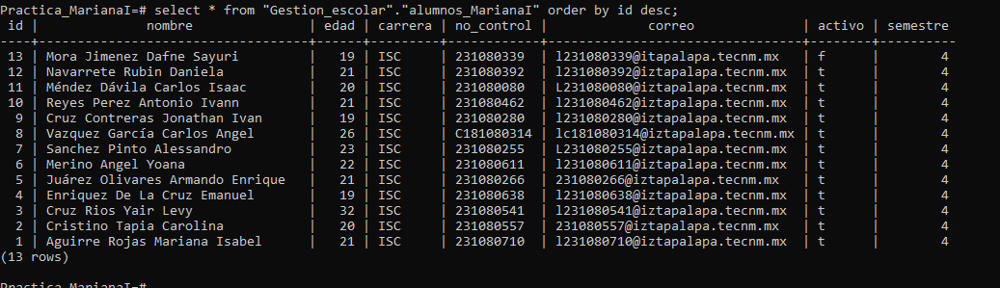 Practica_MarianaI=# select * from "Gestion_escolar"."alumnos_MarianaI" order by id desc;
 id |             nombre             | edad | carrera | no_control |             correo             | activo | semestre
----+--------------------------------+------+---------+------------+--------------------------------+--------+----------
 13 | Mora Jimenez Dafne Sayuri | 19 | ISC | 231080339 | l231080339@itapalapa.tecnm.mx | f | 4
 12 | Navarrete Rubin Daniela | 21 | ISC | 231080392 | l231080392@iztapalapa.tecnm.mx | t | 4
 11 | Méndez Dávila Carlos Isaac | 20 | ISC | 231080080 | L231080080@iztapalapa.tecnm.mx | t | 4
 10 | Reyes Perez Antonio Ivann | 21 | ISC | 231080462 | l231080462@iztapalapa.tecnm.mx | t | 4
 9 | Cruz Contreras Jonathan Ivan | 19 | ISC | 231080280 | l231080280@iztapalapa.tecnm.mx | t | 4
 8 | Vazquez García Carlos Angel | 26 | ISC | C181080314 | lc181080314@iztapalapa.tecnm.mx | t | 4
 7 | Sanchez Pinto Alessandro | 23 | ISC | 231080255 | L231080255@iztapalapa.tecnm.mx | t | 4
 6 | Merino Angel Yoana | 22 | ISC | 231080611 | l231080611@iztapalapa.tecnm.mx | t | 4
 5 | Juárez Olivares Armando Enrique | 21 | ISC | 231080266 | 231080266@iztapalapa.tecnm.mx | t | 4
 4 | Enriquez De La Cruz Emanuel | 19 | ISC | 231080638 | l231080638@iztapalapa.tecnm.mx | t | 4
 3 | Cruz Rios Yair Levy | 32 | ISC | 231080541 | l231080541@iztapalapa.tecnm.mx | t | 4
 2 | Cristino Tapia Carolina | 20 | ISC | 231080557 | 231080557@iztapalapa.tecnm.mx | t | 4
 1 | Aguirre Rojas Mariana Isabel | 21 | ISC | 231080710 | l231080710@iztapalapa.tecnm.mx | t | 4
(13 rows)
Practica_MarianaI=#